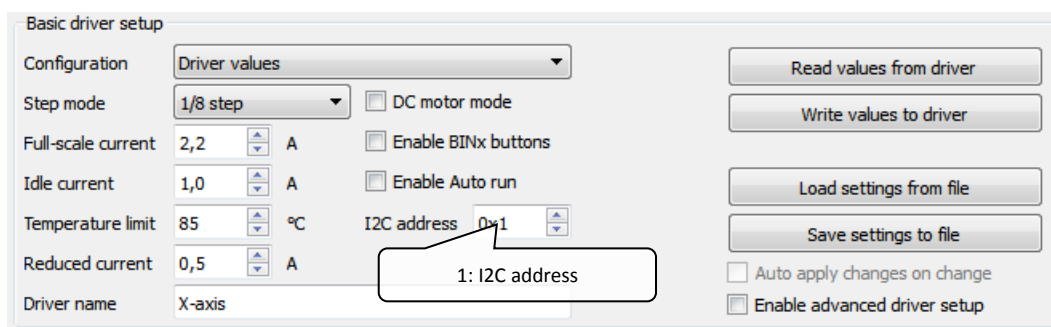 Basic driver setup
Configuration Driver values Read values from driver
Step mode 1/8 step DC motor mode Write values to driver
Full-scale current 2,2 A Enable BINx buttons
Idle current 1,0 A Enable Auto run Load settings from file
Temperature limit 85 ºC I2C address 0x1 Save settings to file
Reduced current 0,5 A 1: I2C address Auto apply changes on change
Driver name X-axis Enable advanced driver setup